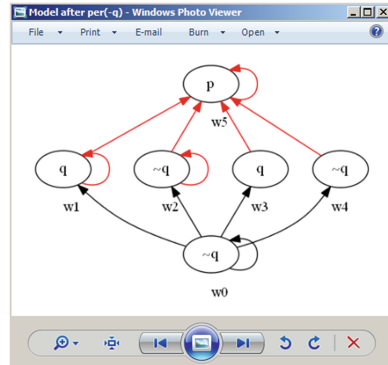 Model after per(-q) - Windows Photo Viewer
File Print E-mail Burn Open
p
w5
q ~q q ~q
w1 w2 w3 w4
~q
w0